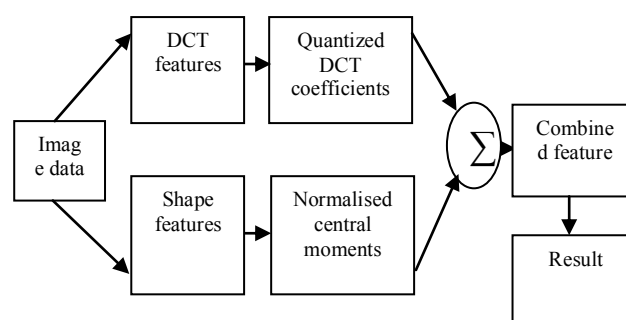 DCT
features
Quantized
DCT
coefficients
Imag
e data
Σ
Combine
d feature
Shape
features
Normalised
central
moments
Result